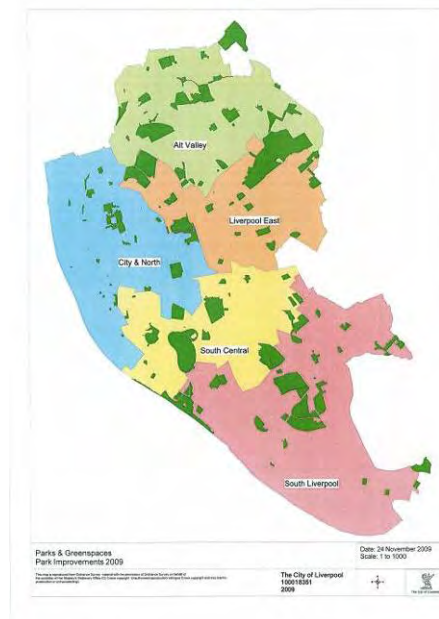 Alt Valley
Liverpool East
City & North
South Central
South Liverpool
Parks & Greenspaces
Park Improvements 2009
Date: 24 November 2009
Scale: 1 to 1000
The City of Liverpool
100018351
2009